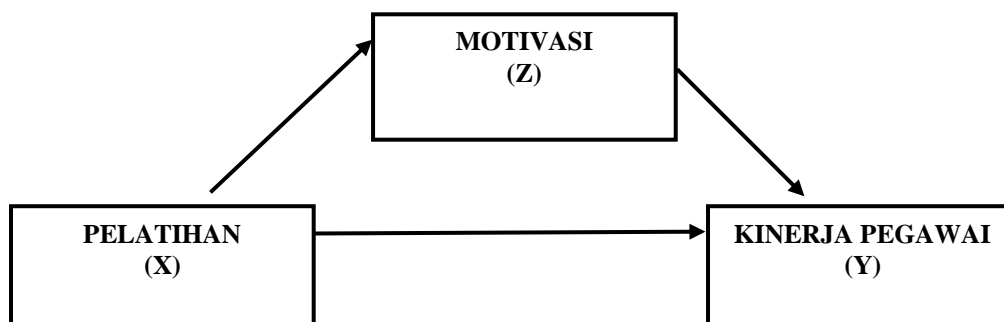 MOTIVASI
(Z)
PELATIHAN
(X)
KINERJA PEGAWAI
(Y)